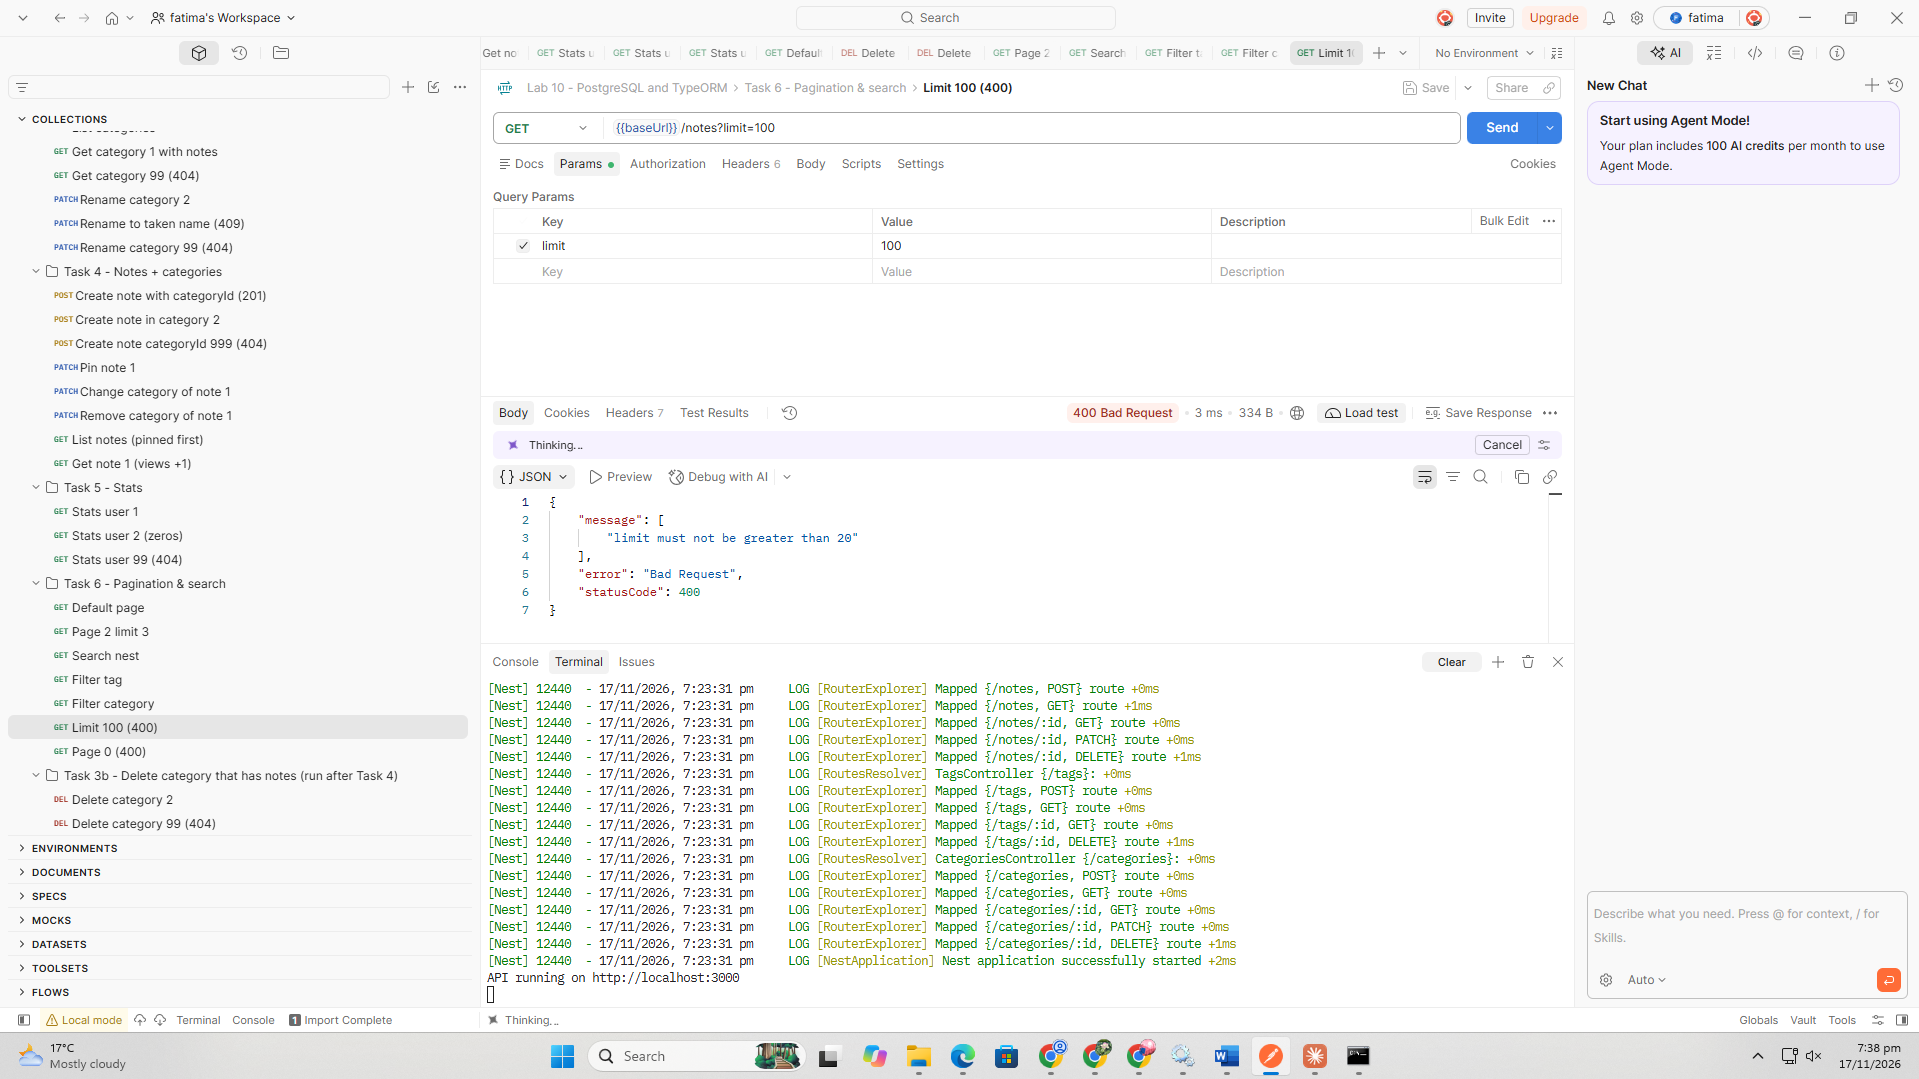 fatima's Workspace
Search
Invite
Upgrade
fatima
Get no
GET Stats u
GET Stats u
GET Stats u
GET Defaul
DEL Delete
DEL Delete
GET Page 2
GET Search
GET Filter t
GET Filter c
GET Limit 1
No Environment
AI
Lab 10 - PostgreSQL and TypeORM > Task 6 - Pagination & search > Limit 100 (400)
Save
Share
New Chat
COLLECTIONS
Start using Agent Mode!
Your plan includes 100 AI credits per month to use
Agent Mode.
GET
{{baseUrl}} /notes?limit=100
Send
List categories
GET Get category 1 with notes
GET Get category 99 (404)
PATCH Rename category 2
PATCH Rename to taken name (409)
PATCH Rename category 99 (404)
Task 4 - Notes + categories
POST Create note with categoryId (201)
POST Create note in category 2
POST Create note categoryId 999 (404)
PATCH Pin note 1
PATCH Change category of note 1
PATCH Remove category of note 1
GET List notes (pinned first)
GET Get note 1 (views +1)
Task 5 - Stats
GET Stats user 1
GET Stats user 2 (zeros)
GET Stats user 99 (404)
Task 6 - Pagination & search
GET Default page
GET Page 2 limit 3
GET Search nest
GET Filter tag
GET Filter category
GET Limit 100 (400)
GET Page 0 (400)
Task 3b - Delete category that has notes (run after Task 4)
DEL Delete category 2
DEL Delete category 99 (404)
ENVIRONMENTS
DOCUMENTS
SPECS
MOCKS
DATASETS
TOOLSETS
FLOWS
Docs
Params
Authorization
Headers 6
Body
Scripts
Settings
Cookies
Query Params
Key
Value
Description
Bulk Edit
limit
100
Key
Value
Description
Body
Cookies
Headers 7
Test Results
400 Bad Request
3 ms
334 B
Load test
e.g. Save Response
Thinking...
Cancel
{} JSON
Preview
Debug with AI
1 {
2 "message": [
3 "limit must not be greater than 20"
4 ],
5 "error": "Bad Request",
6 "statusCode": 400
7 }
Console
Terminal
Issues
Clear
[Nest] 12440 - 17/11/2026, 7:23:31 pm LOG [RouterExplorer] Mapped {/notes, POST} route +0ms
[Nest] 12440 - 17/11/2026, 7:23:31 pm LOG [RouterExplorer] Mapped {/notes, GET} route +1ms
[Nest] 12440 - 17/11/2026, 7:23:31 pm LOG [RouterExplorer] Mapped {/notes/:id, GET} route +0ms
[Nest] 12440 - 17/11/2026, 7:23:31 pm LOG [RouterExplorer] Mapped {/notes/:id, PATCH} route +0ms
[Nest] 12440 - 17/11/2026, 7:23:31 pm LOG [RouterExplorer] Mapped {/notes/:id, DELETE} route +1ms
[Nest] 12440 - 17/11/2026, 7:23:31 pm LOG [RoutesResolver] TagsController {/tags}: +0ms
[Nest] 12440 - 17/11/2026, 7:23:31 pm LOG [RouterExplorer] Mapped {/tags, POST} route +0ms
[Nest] 12440 - 17/11/2026, 7:23:31 pm LOG [RouterExplorer] Mapped {/tags, GET} route +0ms
[Nest] 12440 - 17/11/2026, 7:23:31 pm LOG [RouterExplorer] Mapped {/tags/:id, GET} route +0ms
[Nest] 12440 - 17/11/2026, 7:23:31 pm LOG [RouterExplorer] Mapped {/tags/:id, DELETE} route +1ms
[Nest] 12440 - 17/11/2026, 7:23:31 pm LOG [RoutesResolver] CategoriesController {/categories}: +0ms
[Nest] 12440 - 17/11/2026, 7:23:31 pm LOG [RouterExplorer] Mapped {/categories, POST} route +0ms
[Nest] 12440 - 17/11/2026, 7:23:31 pm LOG [RouterExplorer] Mapped {/categories, GET} route +0ms
[Nest] 12440 - 17/11/2026, 7:23:31 pm LOG [RouterExplorer] Mapped {/categories/:id, GET} route +0ms
[Nest] 12440 - 17/11/2026, 7:23:31 pm LOG [RouterExplorer] Mapped {/categories/:id, PATCH} route +0ms
[Nest] 12440 - 17/11/2026, 7:23:31 pm LOG [RouterExplorer] Mapped {/categories/:id, DELETE} route +1ms
[Nest] 12440 - 17/11/2026, 7:23:31 pm LOG [NestApplication] Nest application successfully started +2ms
API running on http://localhost:3000
Describe what you need. Press @ for context, / for
Skills.
Auto
Local mode
Terminal
Console
1 Import Complete
Thinking...
Globals
Vault
Tools
17°C
Mostly cloudy
Search
7:38 pm
17/11/2026